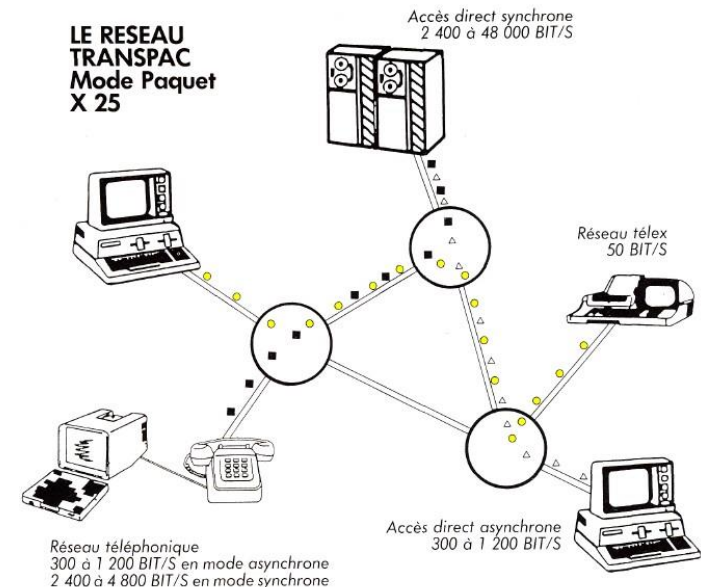 LE RESEAU
TRANSPAC
Mode Paquet
X 25
Accès direct synchrone
2 400 à 48 000 BIT/S
Réseau télex
50 BIT/S
Accès direct asynchrone
300 à 1 200 BIT/S
Réseau téléphonique
300 à 1 200 BIT/S en mode asynchrone
2 400 à 4 800 BIT/S en mode synchrone